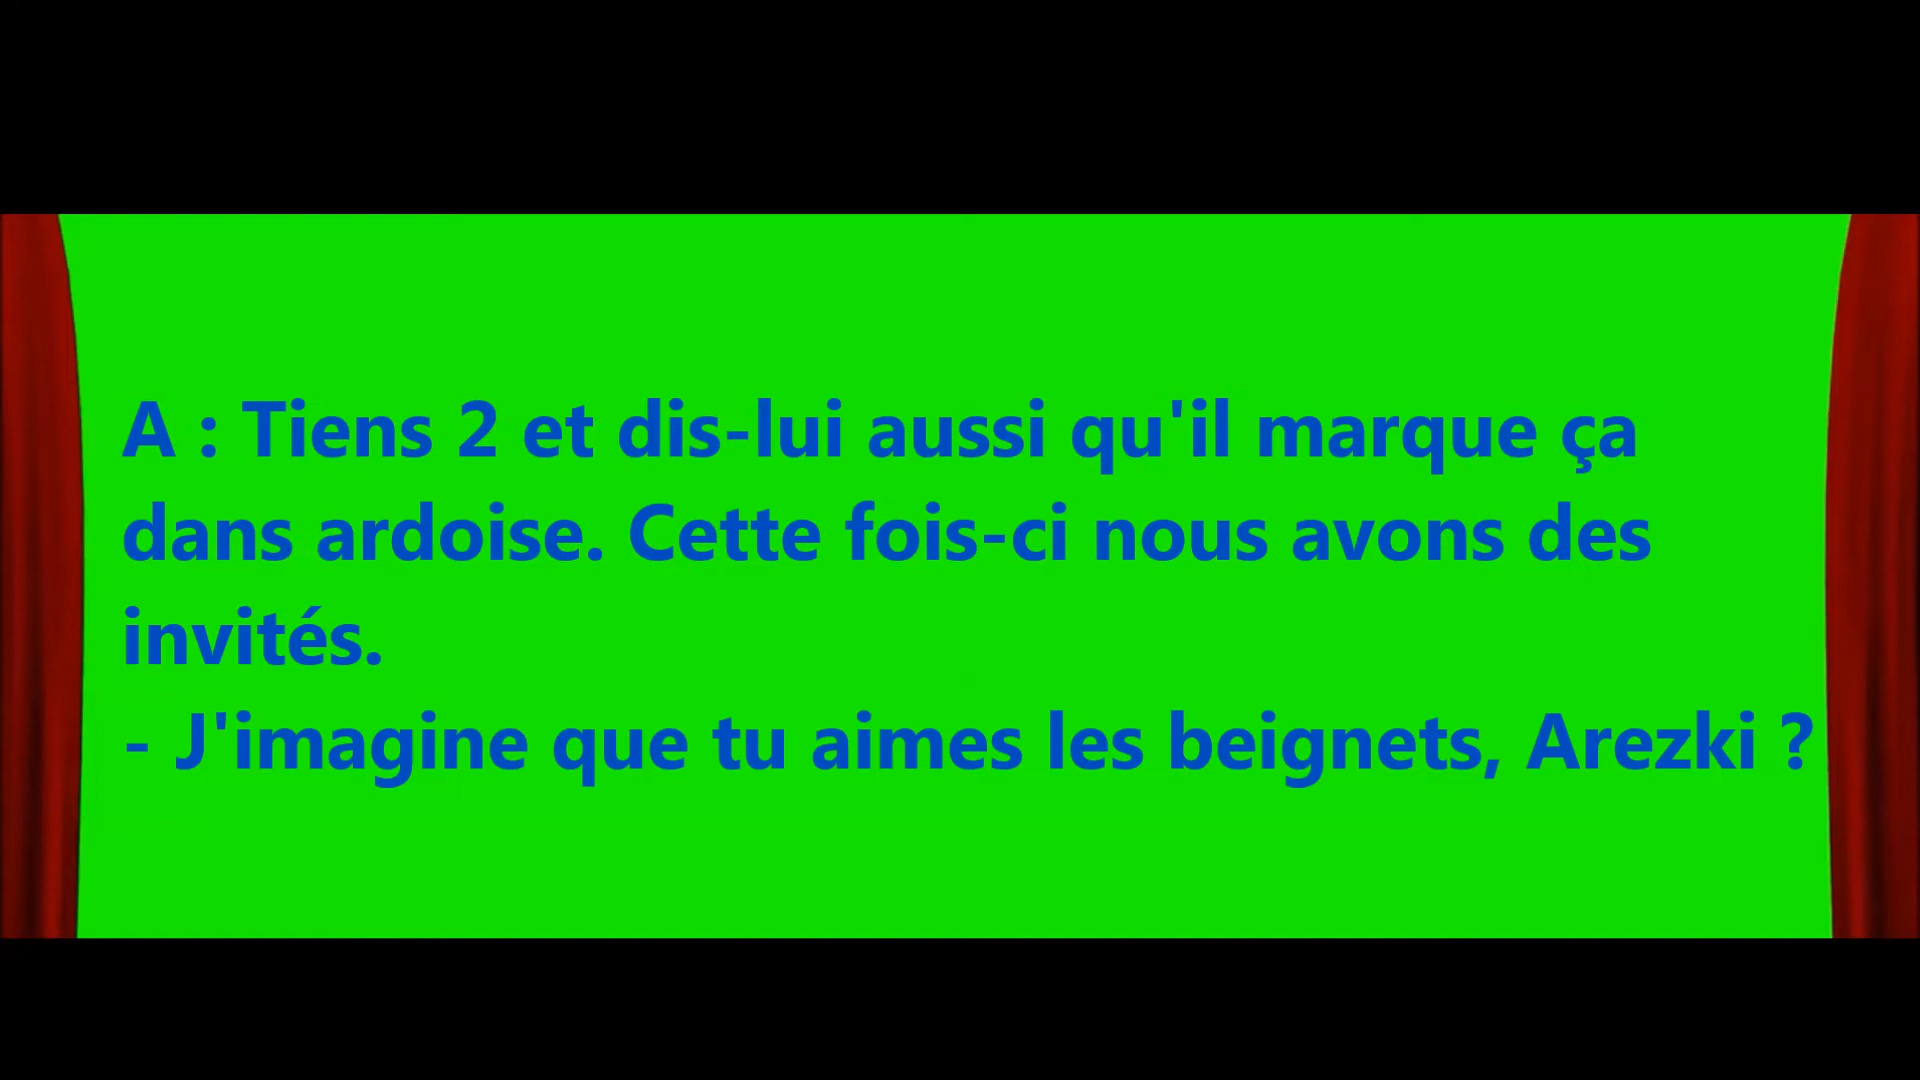 A : Tiens 2 et dis-lui aussi qu'il marque ça
dans ardoise. Cette fois-ci nous avons des
invités.
- J'imagine que tu aimes les beignets, Arezki ?